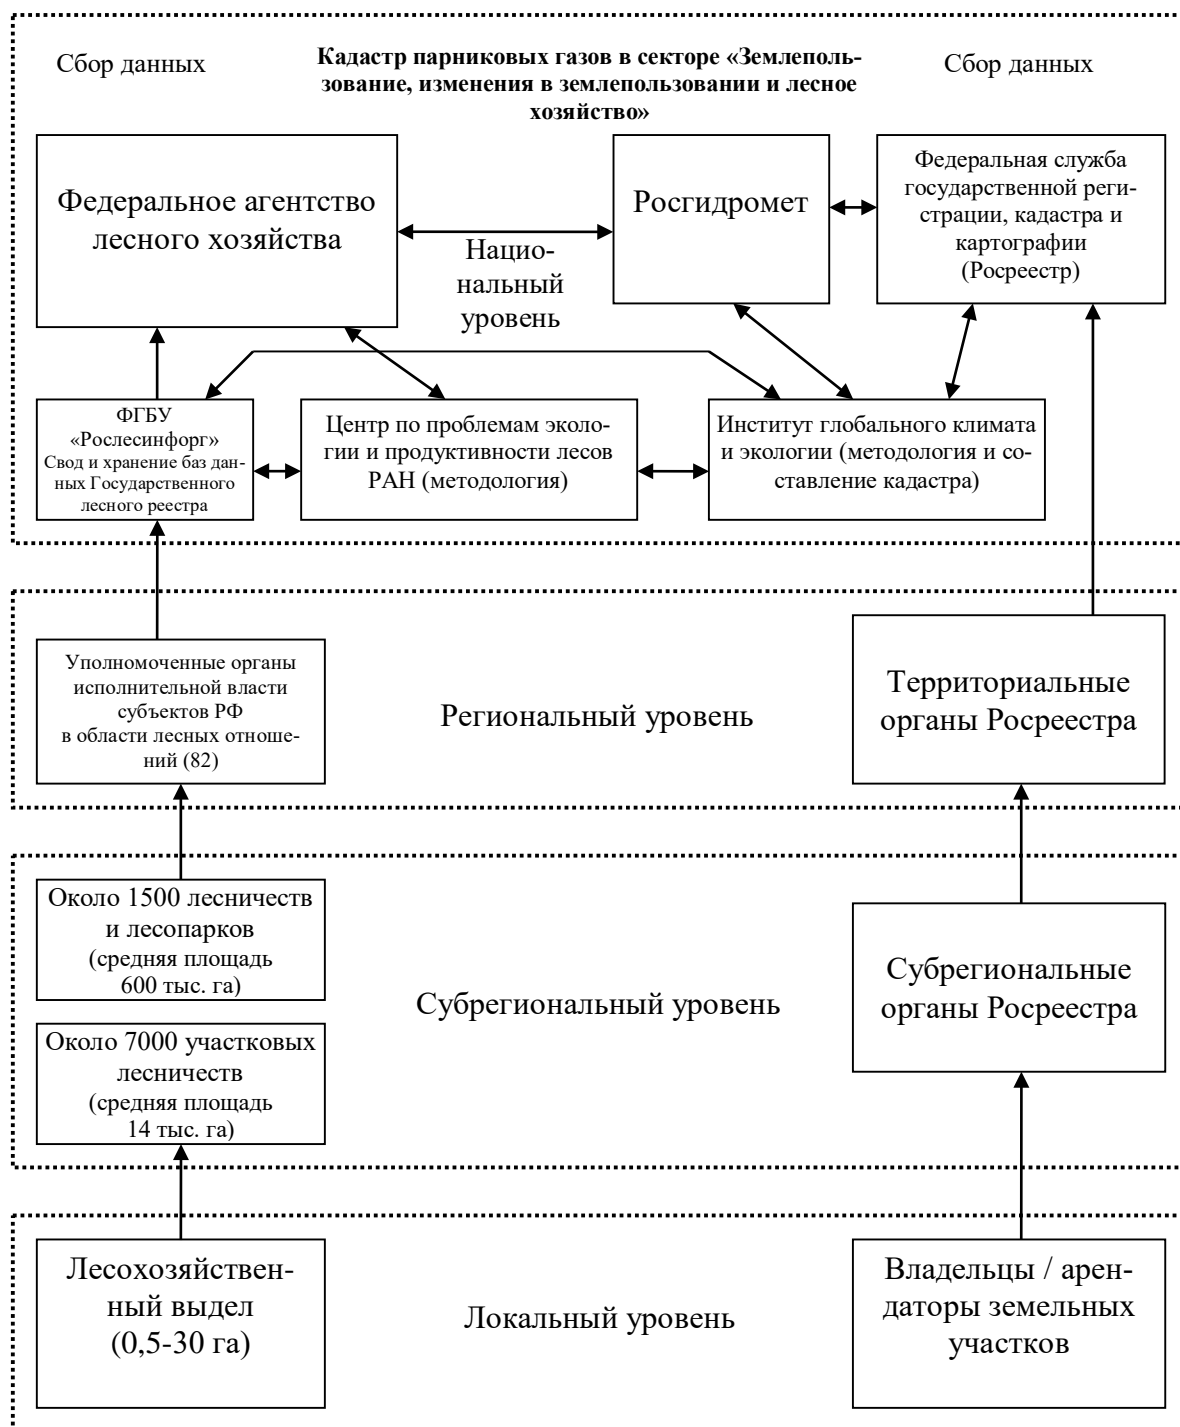 Сбор данных
Кадастр парниковых газов в секторе «Землеполь-
зование, изменения в землепользовании и лесное
хозяйство»
Сбор данных
Федеральное агентство
лесного хозяйства
Нацио-
нальный
уровень
Росгидромет
Федеральная служба
государственной реги-
страции, кадастра и
картографии
(Росреестр)
ФГБУ
«Рослесинфорг»
Свод и хранение баз дан-
ных Государственного
лесного реестра
Центр по проблемам эколо-
гии и продуктивности лесов
РАН (методология)
Институт глобального климата
и экологии (методология и со-
ставление кадастра)
Уполномоченные органы
исполнительной власти
субъектов РФ
в области лесных отноше-
ний (82)
Региональный уровень
Территориальные
органы Росреестра
Около 1500 лесничеств
и лесопарков
(средняя площадь
600 тыс. га)
Около 7000 участковых
лесничеств
(средняя площадь
14 тыс. га)
Субрегиональный уровень
Субрегиональные
органы Росреестра
Лесохозяйствен-
ный выдел
(0,5-30 га)
Локальный уровень
Владельцы / арен-
даторы земельных
участков